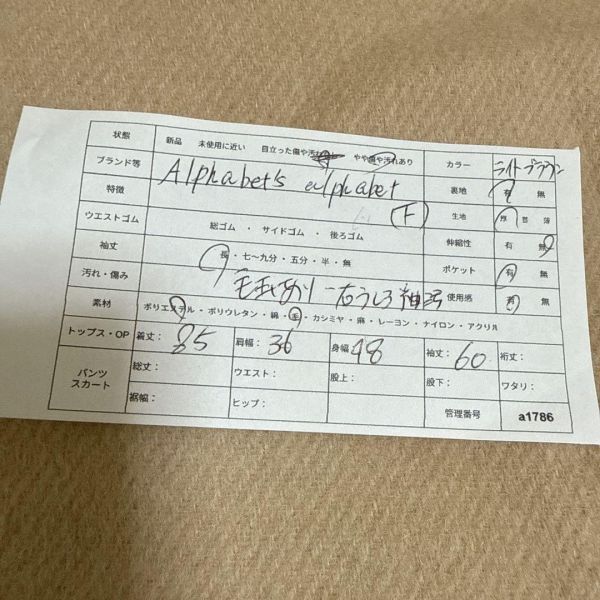 状態 新品 未使用に近い 目立った傷や汚れ やや傷や汚れあり カラー ライトブラウン
ブランド等 Alphabet's alphabet 裏地 有 無
特徴 F 生地 厚 普 薄
ウエストゴム 総ゴム ・ サイドゴム ・ 後ろゴム 伸縮性 有 無
袖丈 長・七〜九分・五分・半・無 ポケット 有 無
汚れ・傷み 毛玉あり 右うしろ袖汚 使用感 有 無
素材 ポリエステル・ポリウレタン・綿・毛・カシミヤ・麻・レーヨン・ナイロン・アクリル
トップス・OP 着丈： 85 肩幅： 36 身幅： 48 袖丈： 60 裄丈：
パンツ スカート 総丈： ウエスト： 股上： 股下： ワタリ：
裾幅： ヒップ： 管理番号 a1786